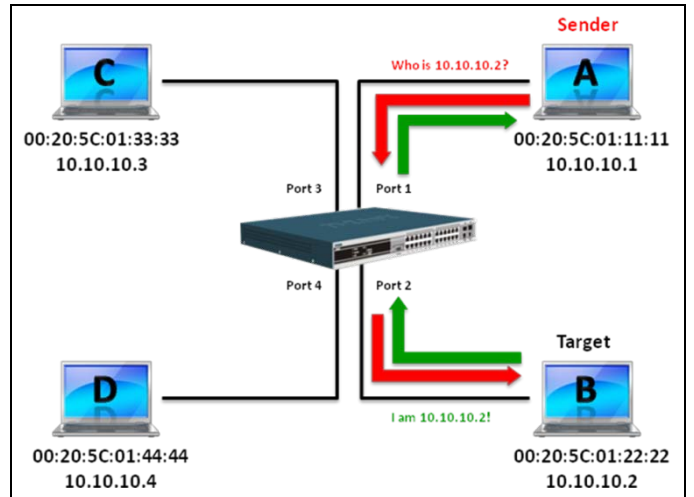 Sender
Who is 10.10.10.2?
C
A
00:20:5C:01:33:33
10.10.10.3
00:20:5C:01:11:11
10.10.10.1
Port 3
Port 1
Port 4
Port 2
Target
D
B
I am 10.10.10.2!
00:20:5C:01:44:44
10.10.10.4
00:20:5C:01:22:22
10.10.10.2